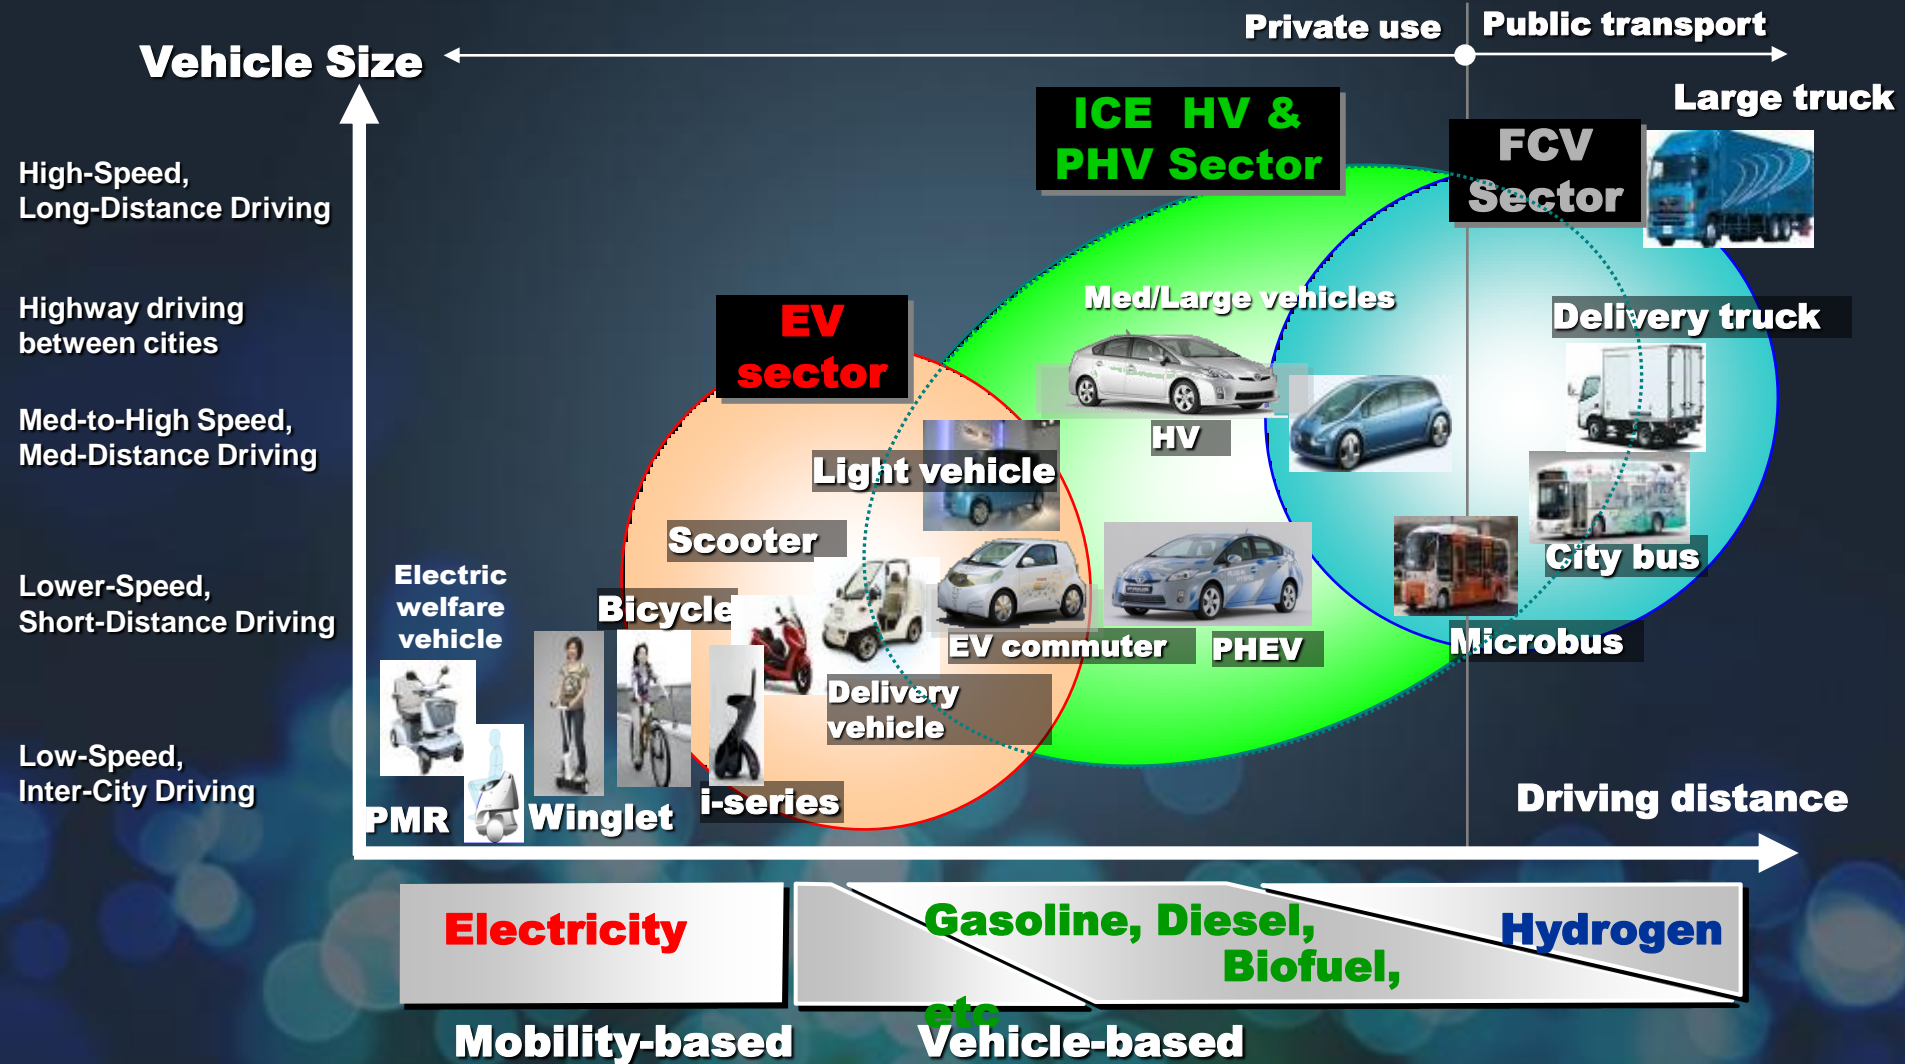 Private use
Public transport
Vehicle Size
Large truck
ICE HV &
PHV Sector
FCV
Sector
High-Speed,
Long-Distance Driving
Highway driving
between cities
Med/Large vehicles
EV
sector
Delivery truck
Med-to-High Speed,
Med-Distance Driving
HV
Light vehicle
Scooter
City bus
Electric
welfare
vehicle
Lower-Speed,
Short-Distance Driving
Bicycle
EV commuter
PHEV
Microbus
Delivery
vehicle
Low-Speed,
Inter-City Driving
PMR
Winglet
i-series
Driving distance
Electricity
Gasoline, Diesel,
Biofuel,
etc
Hydrogen
Mobility-based
Vehicle-based